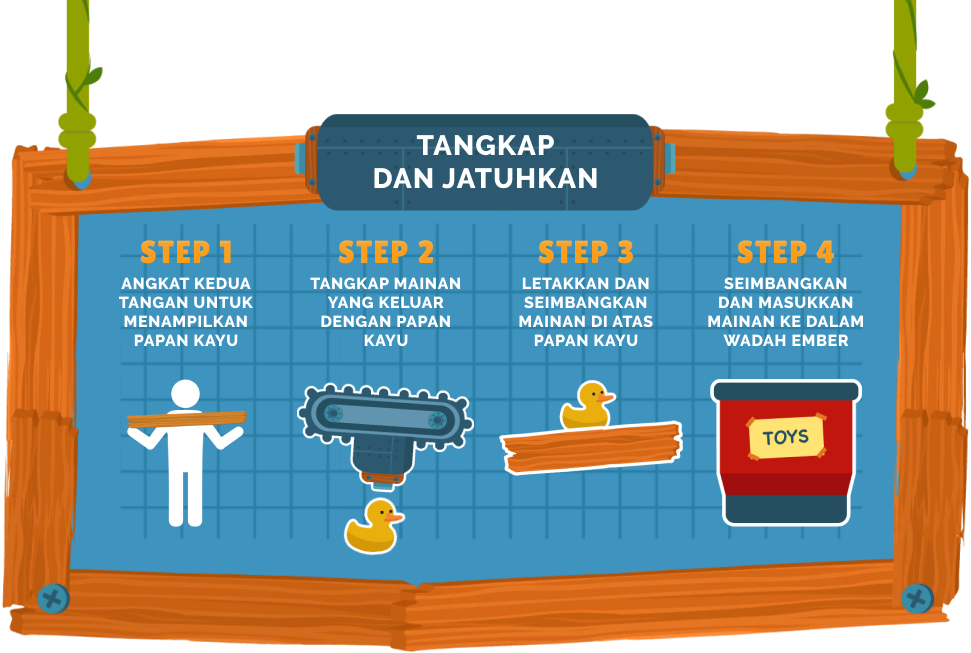 TANGKAP
DAN JATUHKAN
STEP 1
ANGKAT KEDUA
TANGAN UNTUK
MENAMPILKAN
PAPAN KAYU
STEP 2
TANGKAP MAINAN
YANG KELUAR
DENGAN PAPAN
KAYU
STEP 3
LETAKKAN DAN
SEIMBANGKAN
MAINAN DI ATAS
PAPAN KAYU
STEP 4
SEIMBANGKAN
DAN MASUKKAN
MAINAN KE DALAM
WADAH EMBER
TOYS